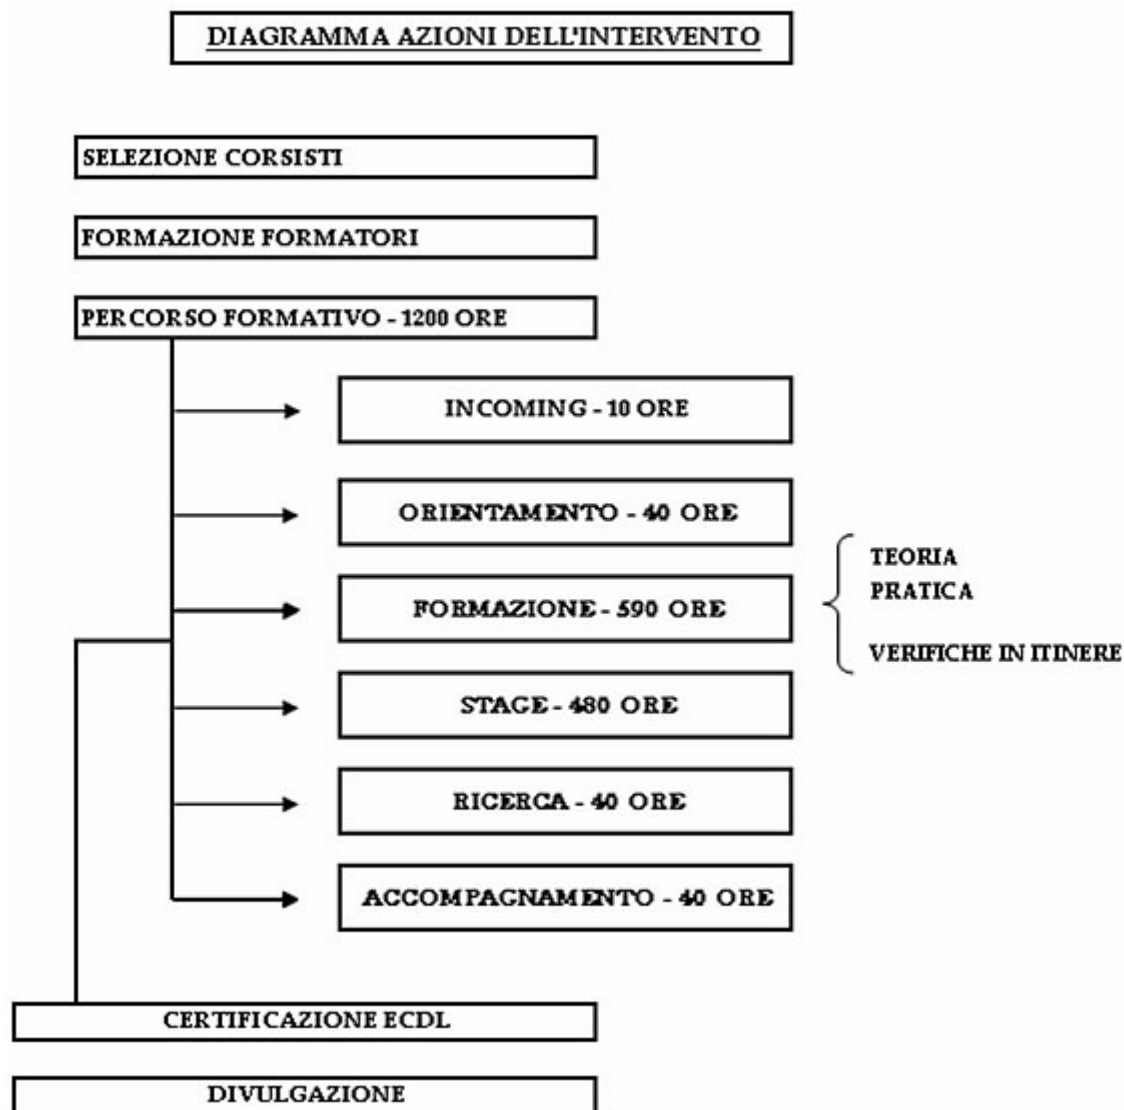 DIAGRAMMA AZIONI DELL'INTERVENTO
SELEZIONE CORSISTI
FORMAZIONE FORMATORI
PERCORSO FORMATIVO - 1200 ORE
INCOMING - 10 ORE
ORIENTAMENTO - 40 ORE
FORMAZIONE - 590 ORE
TEORIA
PRATICA
VERIFICHE IN ITINERE
STAGE - 480 ORE
RICERCA - 40 ORE
ACCOMPAGNAMENTO - 40 ORE
CERTIFICAZIONE ECDL
DIVULGAZIONE